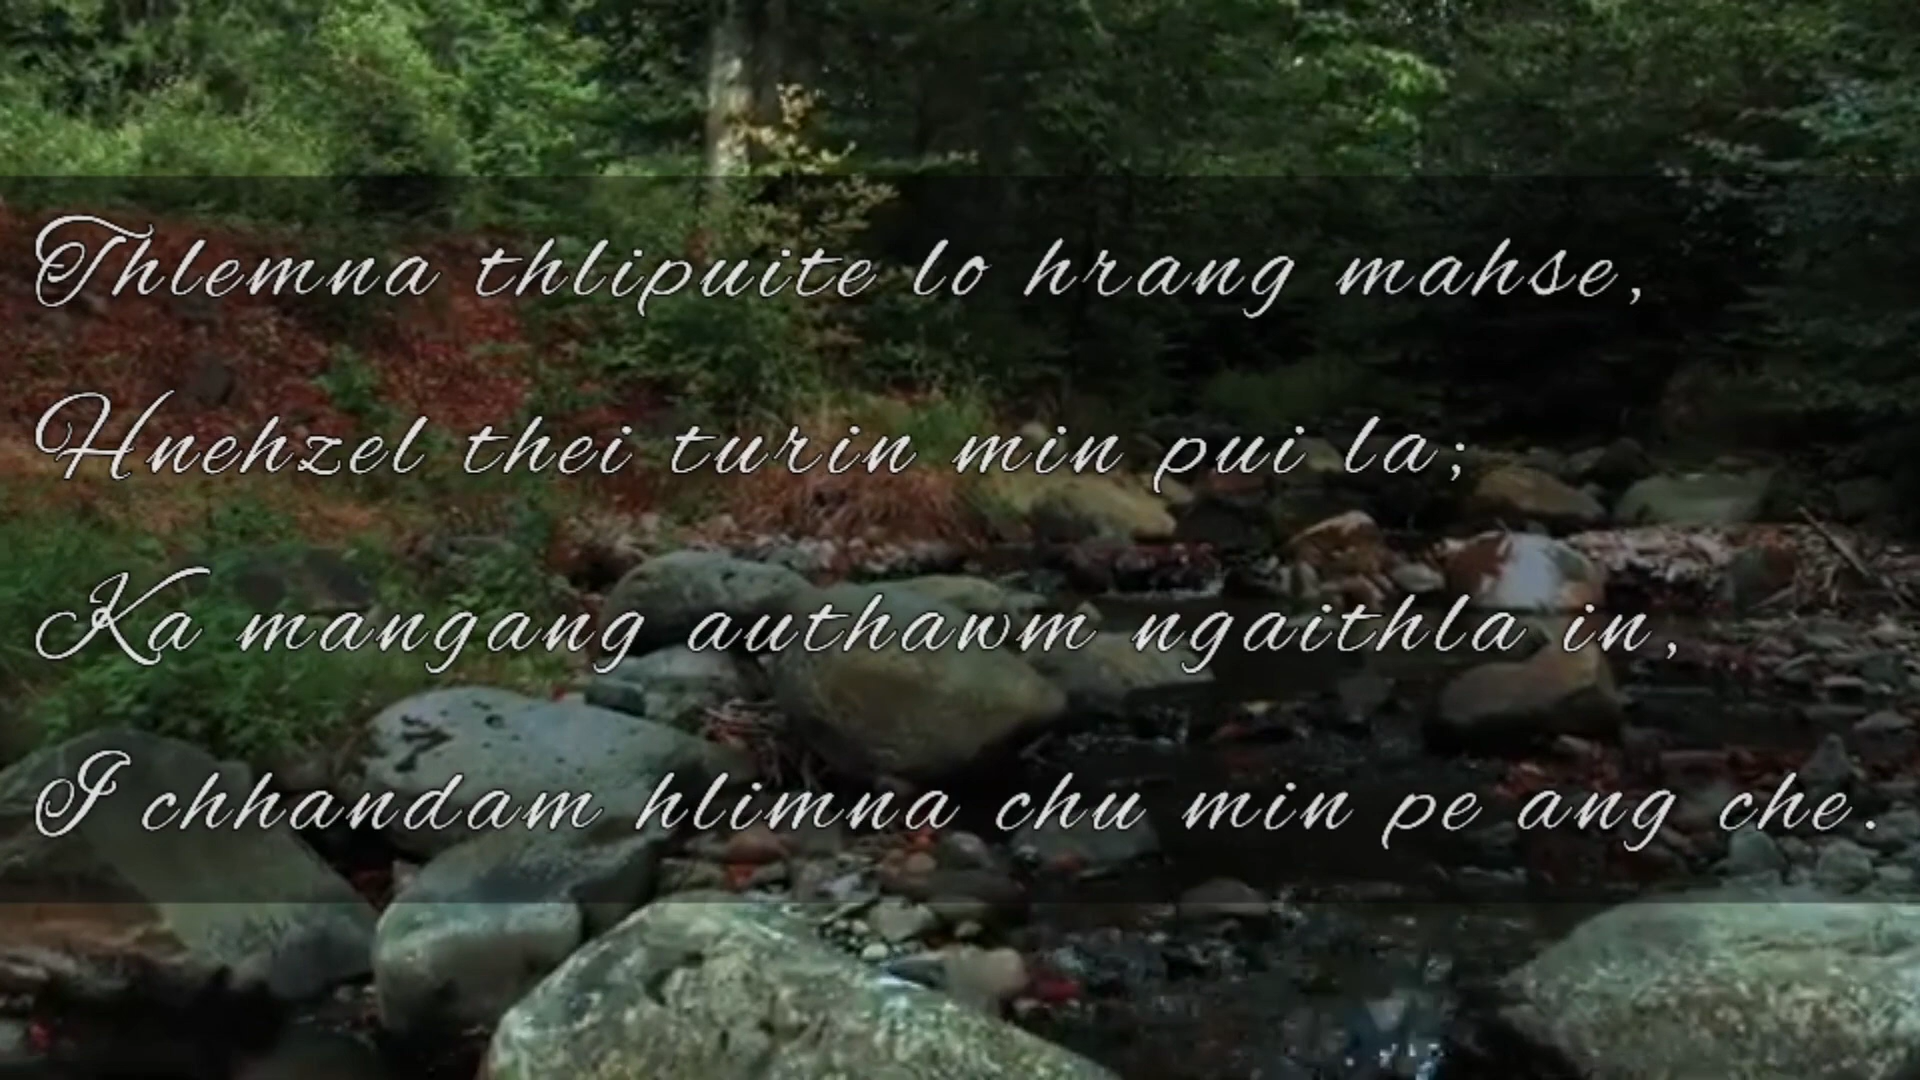 Thlemna thlipuite lo hrang mahse,
Hnehzel thei turin min pui la;
Ka mangang authawm ngaithla in,
I chhandam hlimna chu min pe ang che.